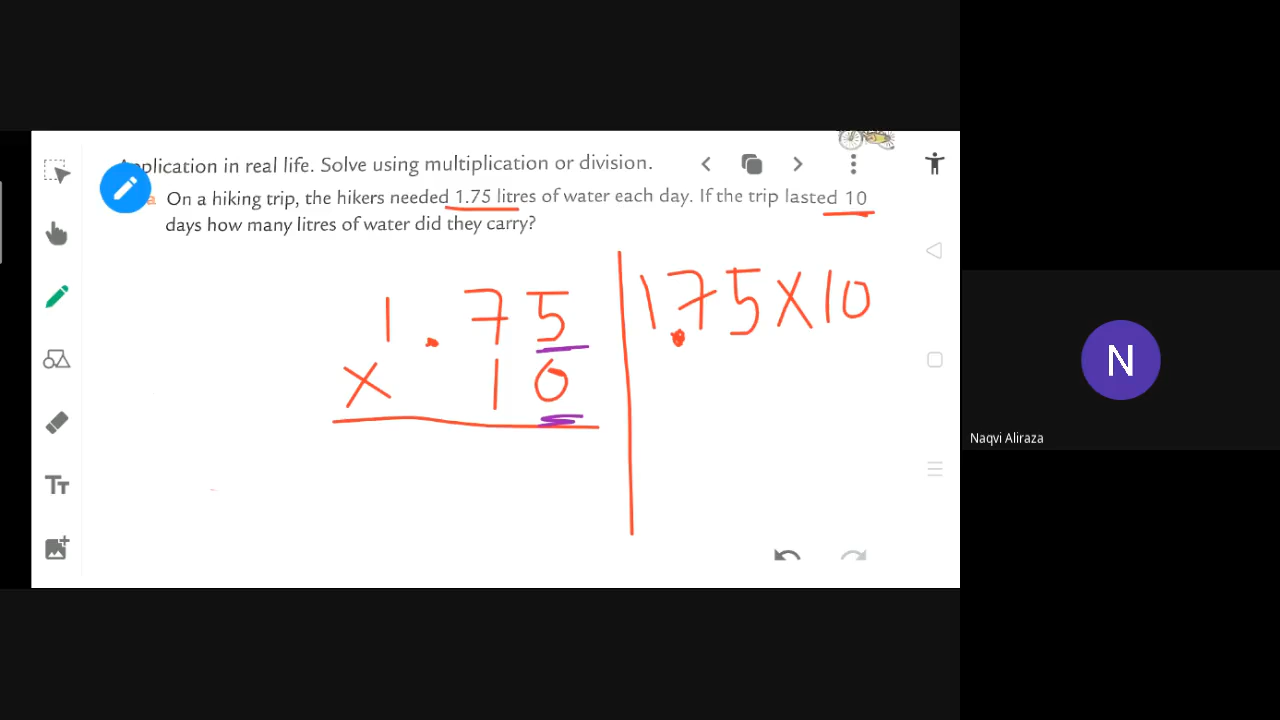 Application in real life. Solve using multiplication or division.
a On a hiking trip, the hikers needed 1.75 litres of water each day. If the trip lasted 10
days how many litres of water did they carry?
1.75
X 10
1.75 X 10
Tт
N
Naqvi Aliraza